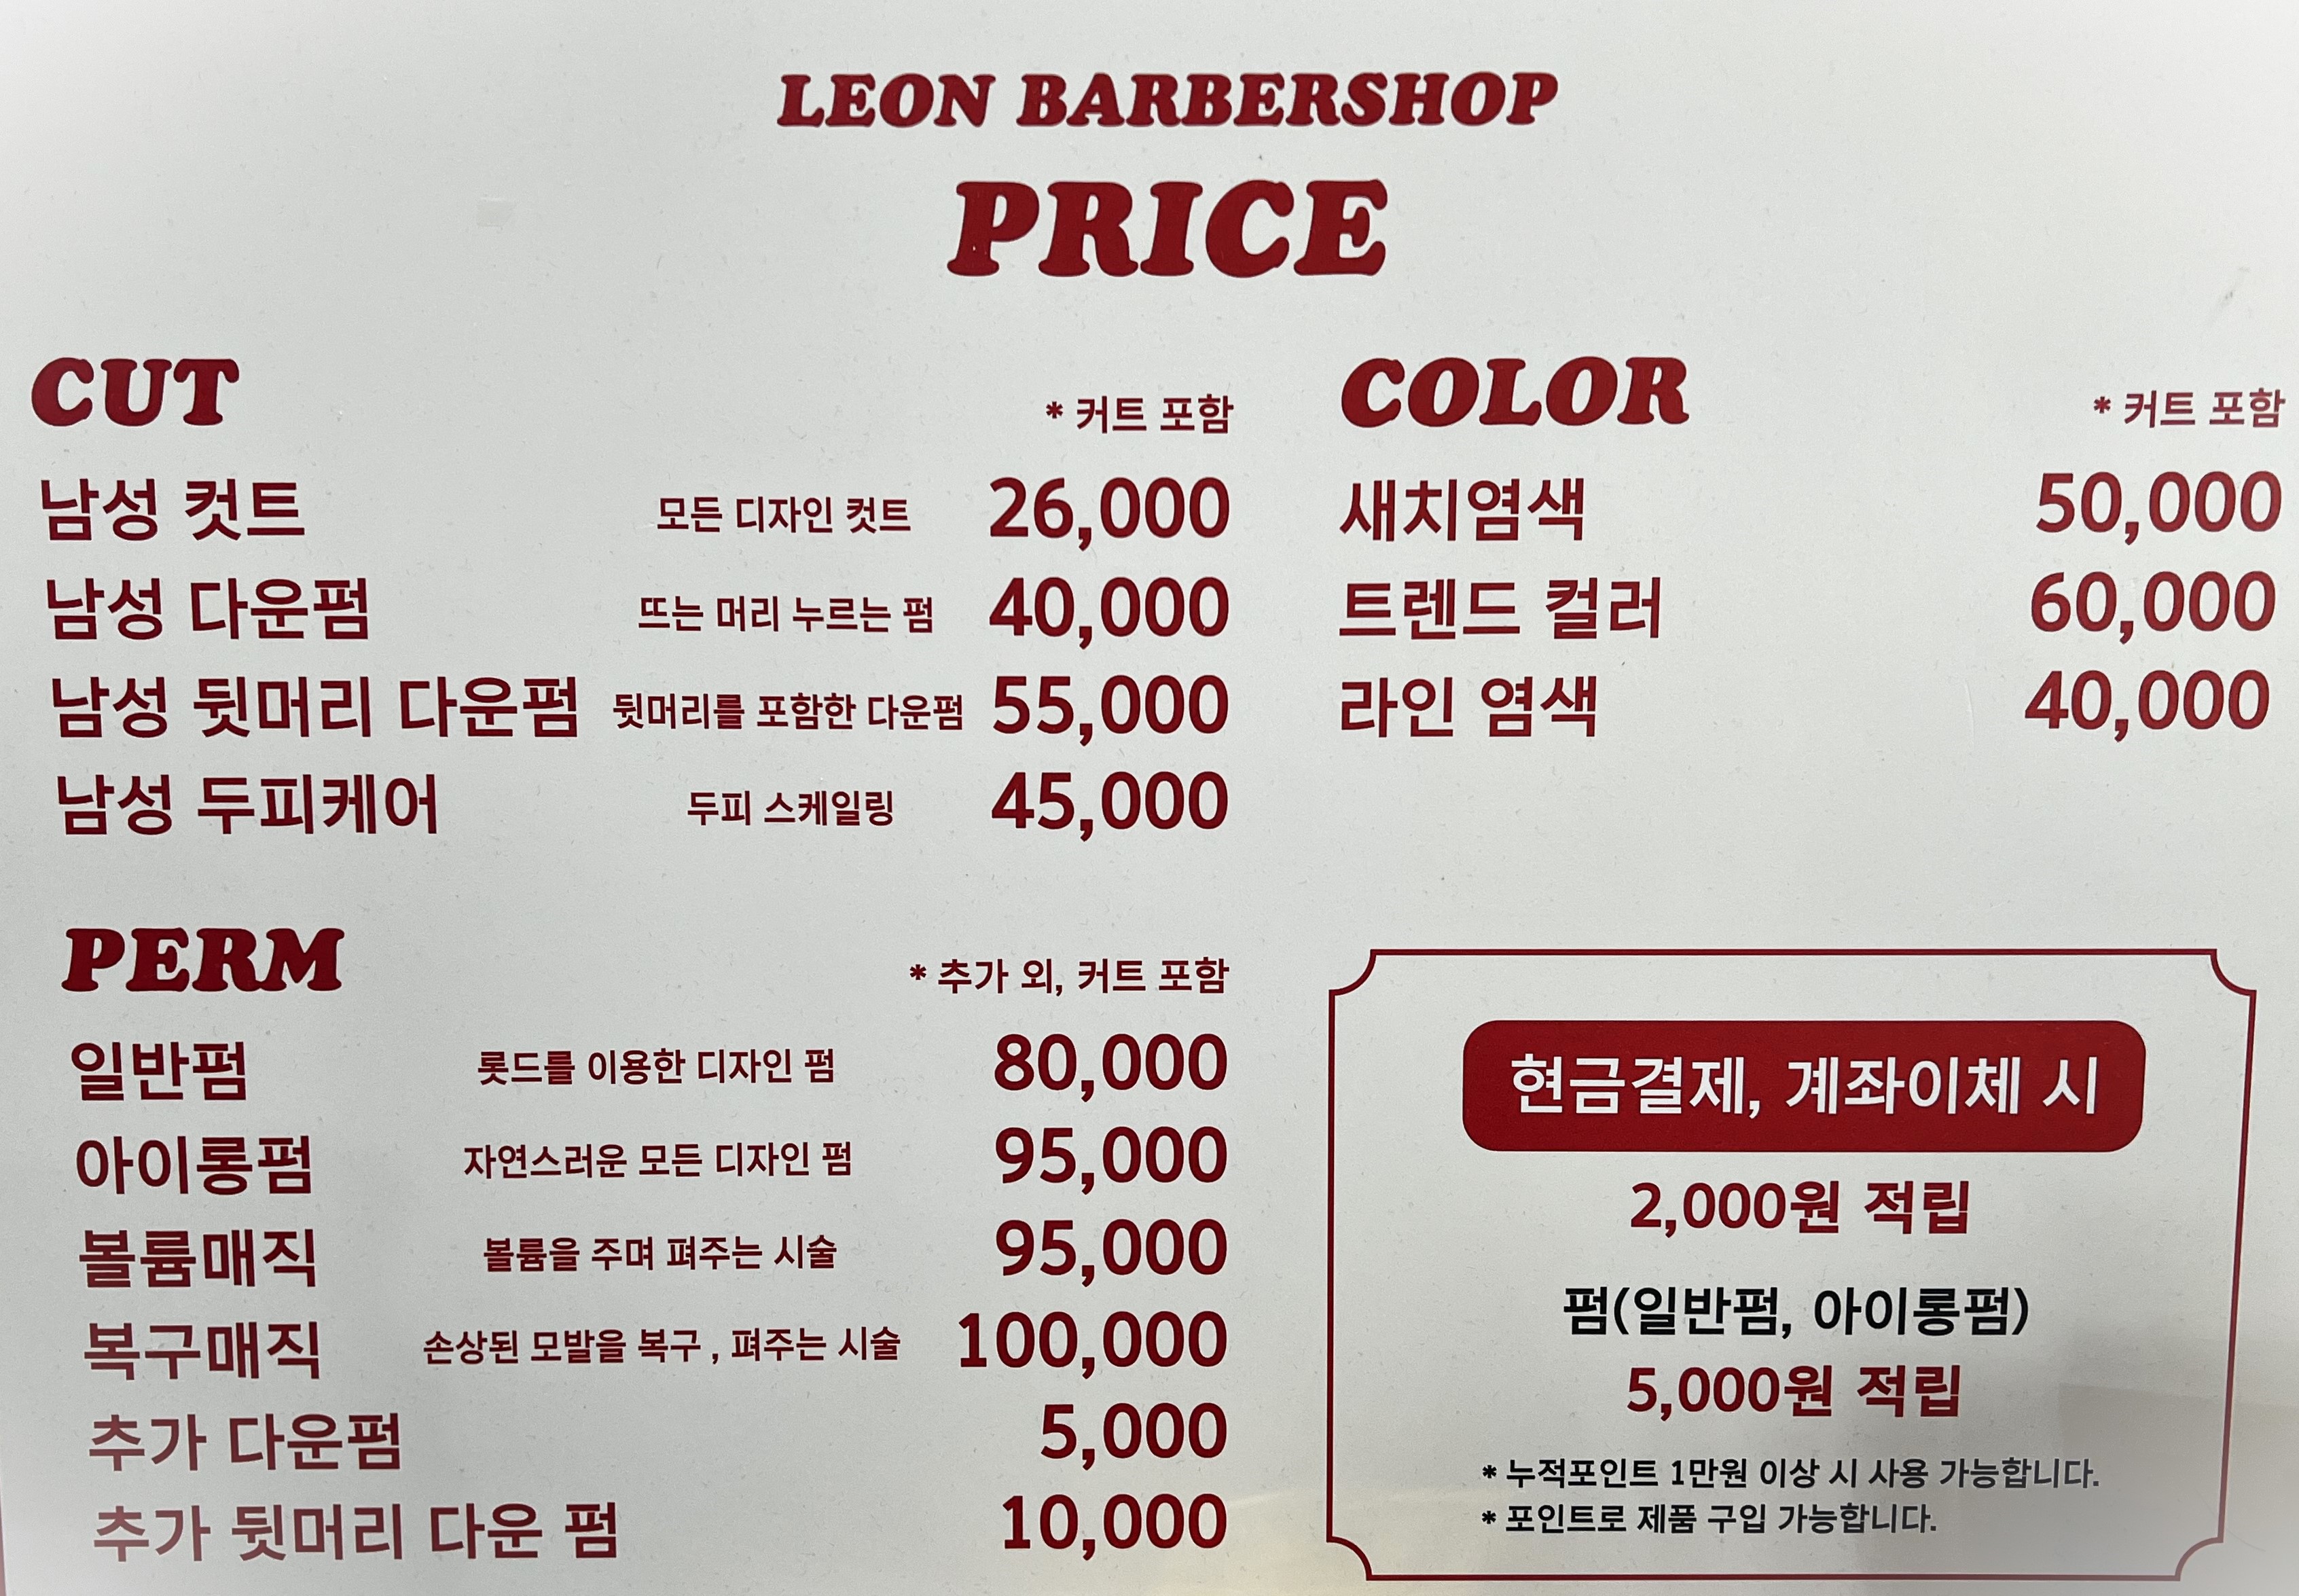 LEON BARBERSHOP
PRICE
CUT
* 커트 포함
남성 컷트 모든 디자인 컷트 26,000
남성 다운펌 뜨는 머리 누르는 펌 40,000
남성 뒷머리 다운펌 뒷머리를 포함한 다운펌 55,000
남성 두피케어 두피 스케일링 45,000
COLOR
* 커트 포함
새치염색 50,000
트렌드 컬러 60,000
라인 염색 40,000
PERM
* 추가 외, 커트 포함
일반펌 롯드를 이용한 디자인 펌 80,000
아이롱펌 자연스러운 모든 디자인 펌 95,000
볼륨매직 볼륨을 주며 펴주는 시술 95,000
복구매직 손상된 모발을 복구 , 펴주는 시술 100,000
추가 다운펌 5,000
추가 뒷머리 다운 펌 10,000
현금결제, 계좌이체 시
2,000원 적립
펌(일반펌, 아이롱펌)
5,000원 적립
* 누적포인트 1만원 이상 시 사용 가능합니다.
* 포인트로 제품 구입 가능합니다.